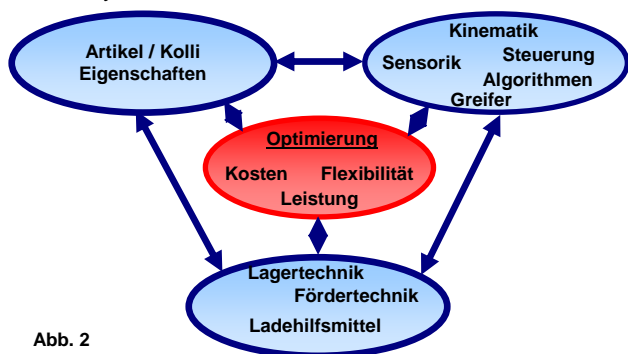 Artikel / Kolli
Eigenschaften
Kinematik
Sensorik Steuerung
Algorithmen
Greifer
Optimierung
Kosten Flexibilität
Leistung
Lagertechnik
Fördertechnik
Ladehilfsmittel
Abb. 2